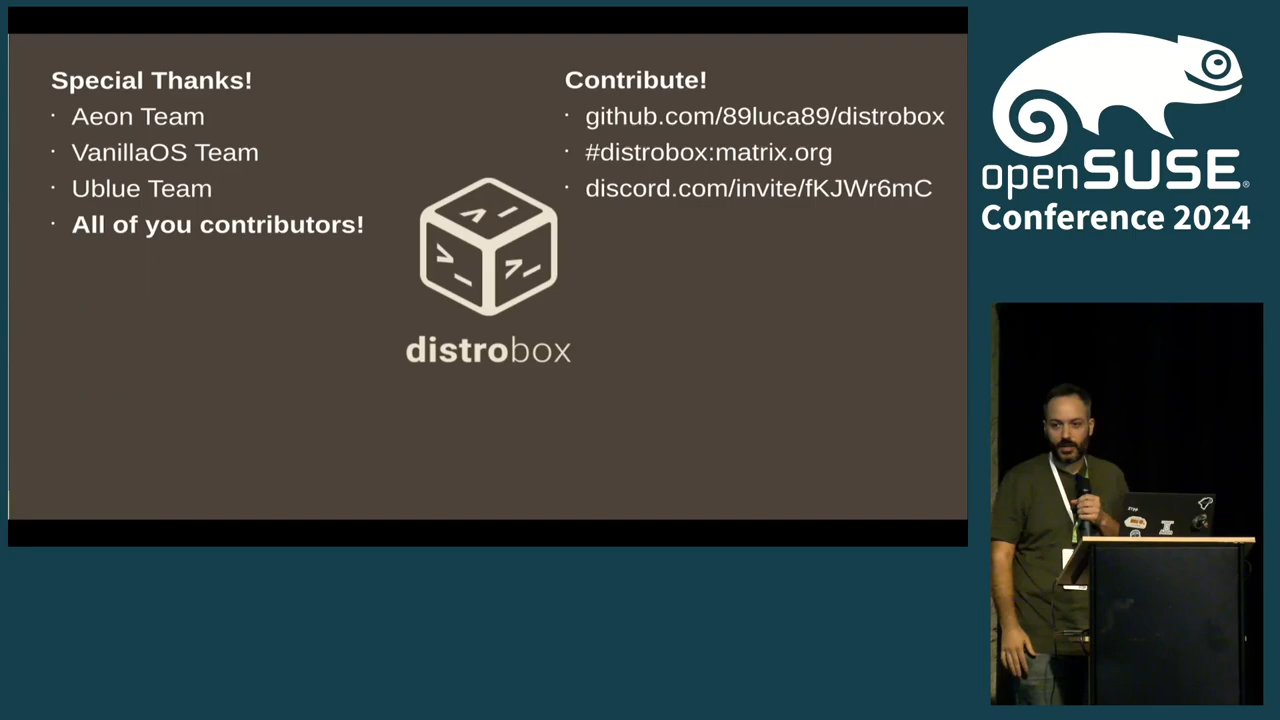 Special Thanks!
· Aeon Team
· VanillaOS Team
· Ublue Team
· All of you contributors!
Contribute!
· github.com/89luca89/distrobox
· #distrobox:matrix.org
· discord.com/invite/fKJWr6mC
distrobox
openSUSE®
Conference 2024